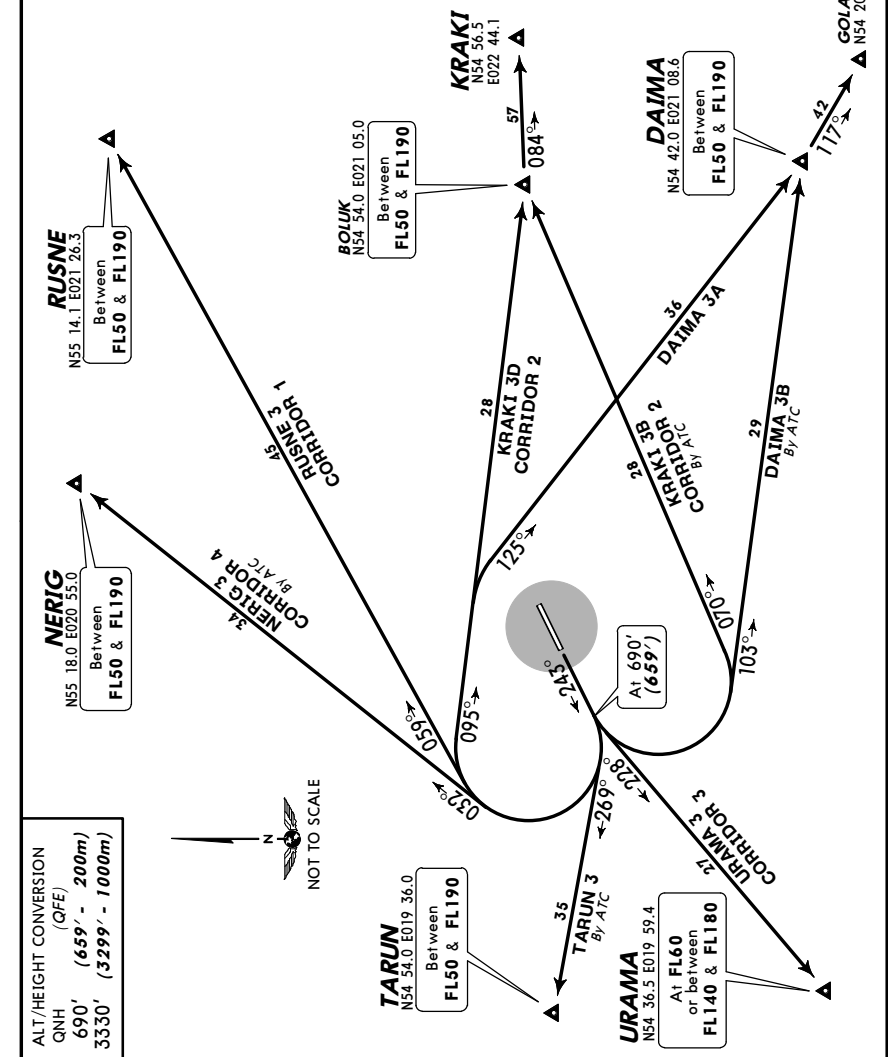 ALT/HEIGHT CONVERSION
QNH (QFE)
690' (659' - 200m)
3330' (3299' - 1000m)
N
NOT TO SCALE
NERIG
N55 18.0 E020 55.0
Between
FL50 & FL190
RUSNE
N55 14.1 E021 26.3
Between
FL50 & FL190
KRAKI
N54 56.5
E022 44.1
BOLUK
N54 54.0 E021 05.0
Between
FL50 & FL190
DAIMA
N54 42.0 E021 08.6
Between
FL50 & FL190
N54 20
TARUN
N54 54.0 E019 36.0
Between
FL50 & FL190
URAMA
N54 36.5 E019 59.4
At FL60
or between
FL140 & FL180
34
NERIG 3
CORRIDOR 4
By ATC
45
RUSNE 3
CORRIDOR 1
28
KRAKI 3D
CORRIDOR 2
36
DAIMA 3A
28
KRAKI 3B
CORRIDOR 2
By ATC
29
DAIMA 3B
By ATC
35
TARUN 3
By ATC
27
URAMA 3
CORRIDOR 3
57
084°
42
117°
032°
059°
095°
125°
243°
At 690'
(659')
070°
103°
269°
228°